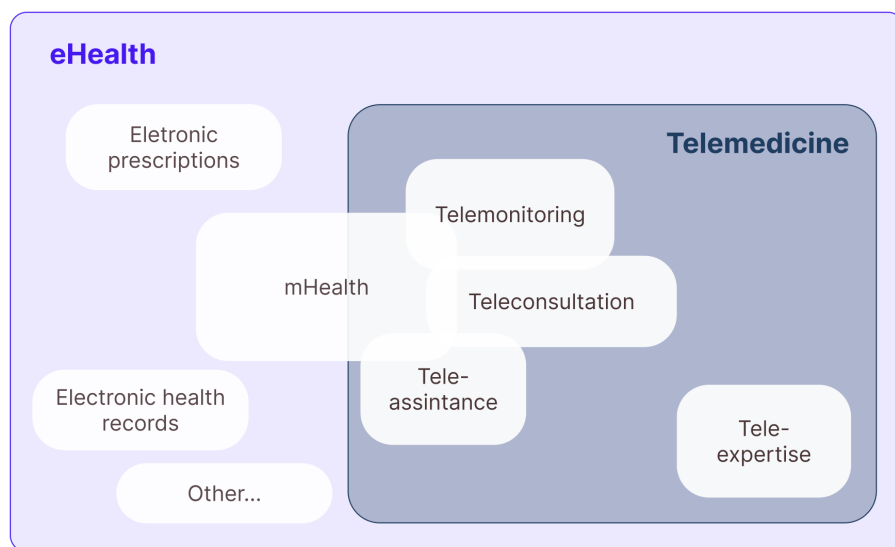 eHealth
Eletronic
prescriptions
Telemedicine
Telemonitoring
mHealth
Teleconsultation
Tele-
assintance
Electronic health
records
Tele-
expertise
Other...